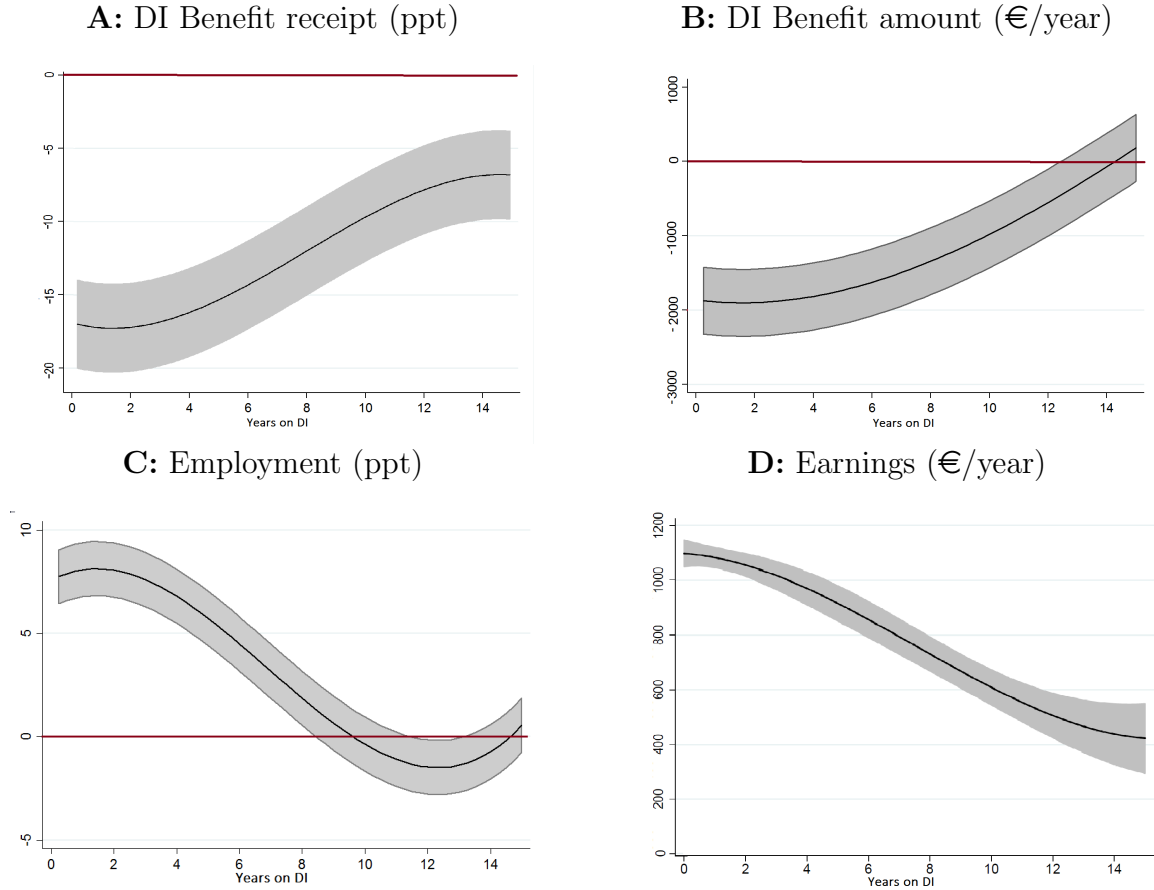 A: DI Benefit receipt (ppt)
0
-5
-10
-15
-20
0 2 4 6 8 10 12 14
Years on DI
B: DI Benefit amount (€/year)
1000
0
-1000
-2000
-3000
0 2 4 6 8 10 12 14
Years on DI
C: Employment (ppt)
10
5
0
-5
0 2 4 6 8 10 12 14
Years on DI
D: Earnings (€/year)
1200
1000
800
600
400
200
0
0 2 4 6 8 10 12 14
Years on DI